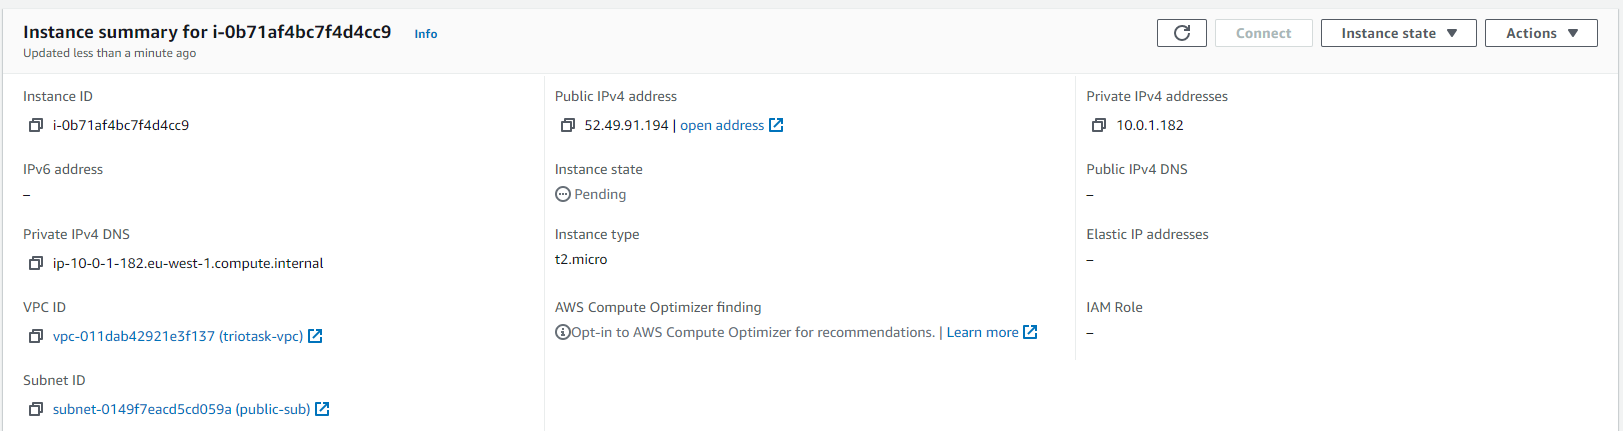 Instance summary for i-0b71af4bc7f4d4cc9 Info
Updated less than a minute ago
Connect
Instance state
Actions
Instance ID
i-0b71af4bc7f4d4cc9
Public IPv4 address
52.49.91.194 | open address
Private IPv4 addresses
10.0.1.182
IPv6 address
–
Instance state
Pending
Public IPv4 DNS
–
Private IPv4 DNS
ip-10-0-1-182.eu-west-1.compute.internal
Instance type
t2.micro
Elastic IP addresses
–
VPC ID
vpc-011dab42921e3f137 (triotask-vpc)
AWS Compute Optimizer finding
Opt-in to AWS Compute Optimizer for recommendations. | Learn more
IAM Role
–
Subnet ID
subnet-0149f7eacd5cd059a (public-sub)